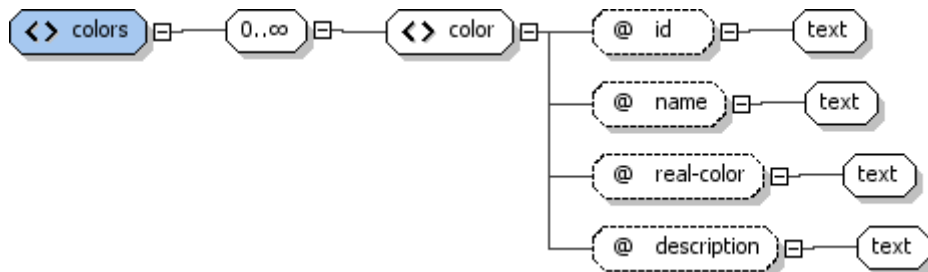 <> colors 0..∞ <> color @ id text
@ name text
@ real-color text
@ description text